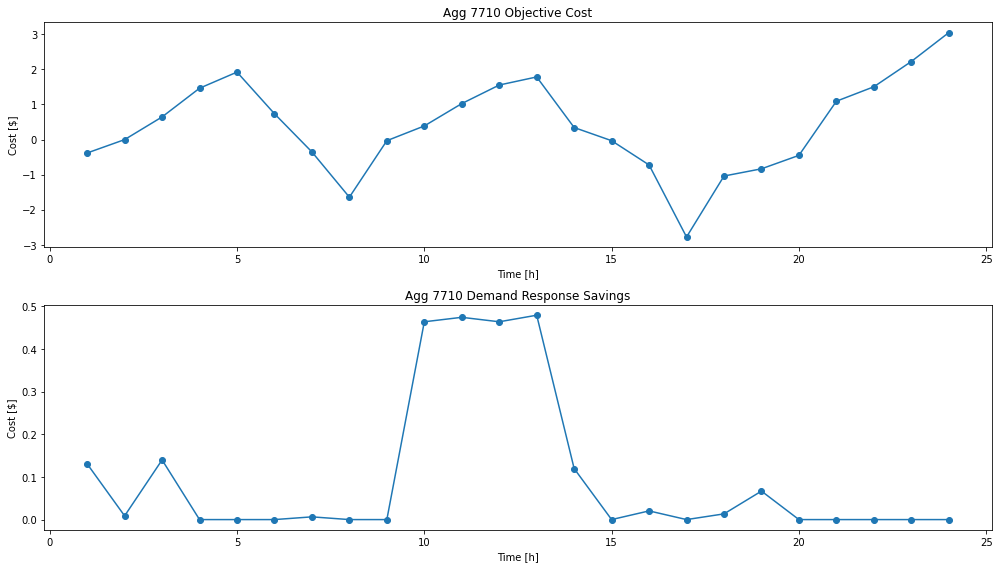 Agg 7710 Objective Cost
3
2
1
0
−1
−2
−3
Cost [$]
0 5 10 15 20 25
Time [h]
Agg 7710 Demand Response Savings
0.5
0.4
0.3
0.2
0.1
0.0
Cost [$]
0 5 10 15 20 25
Time [h]